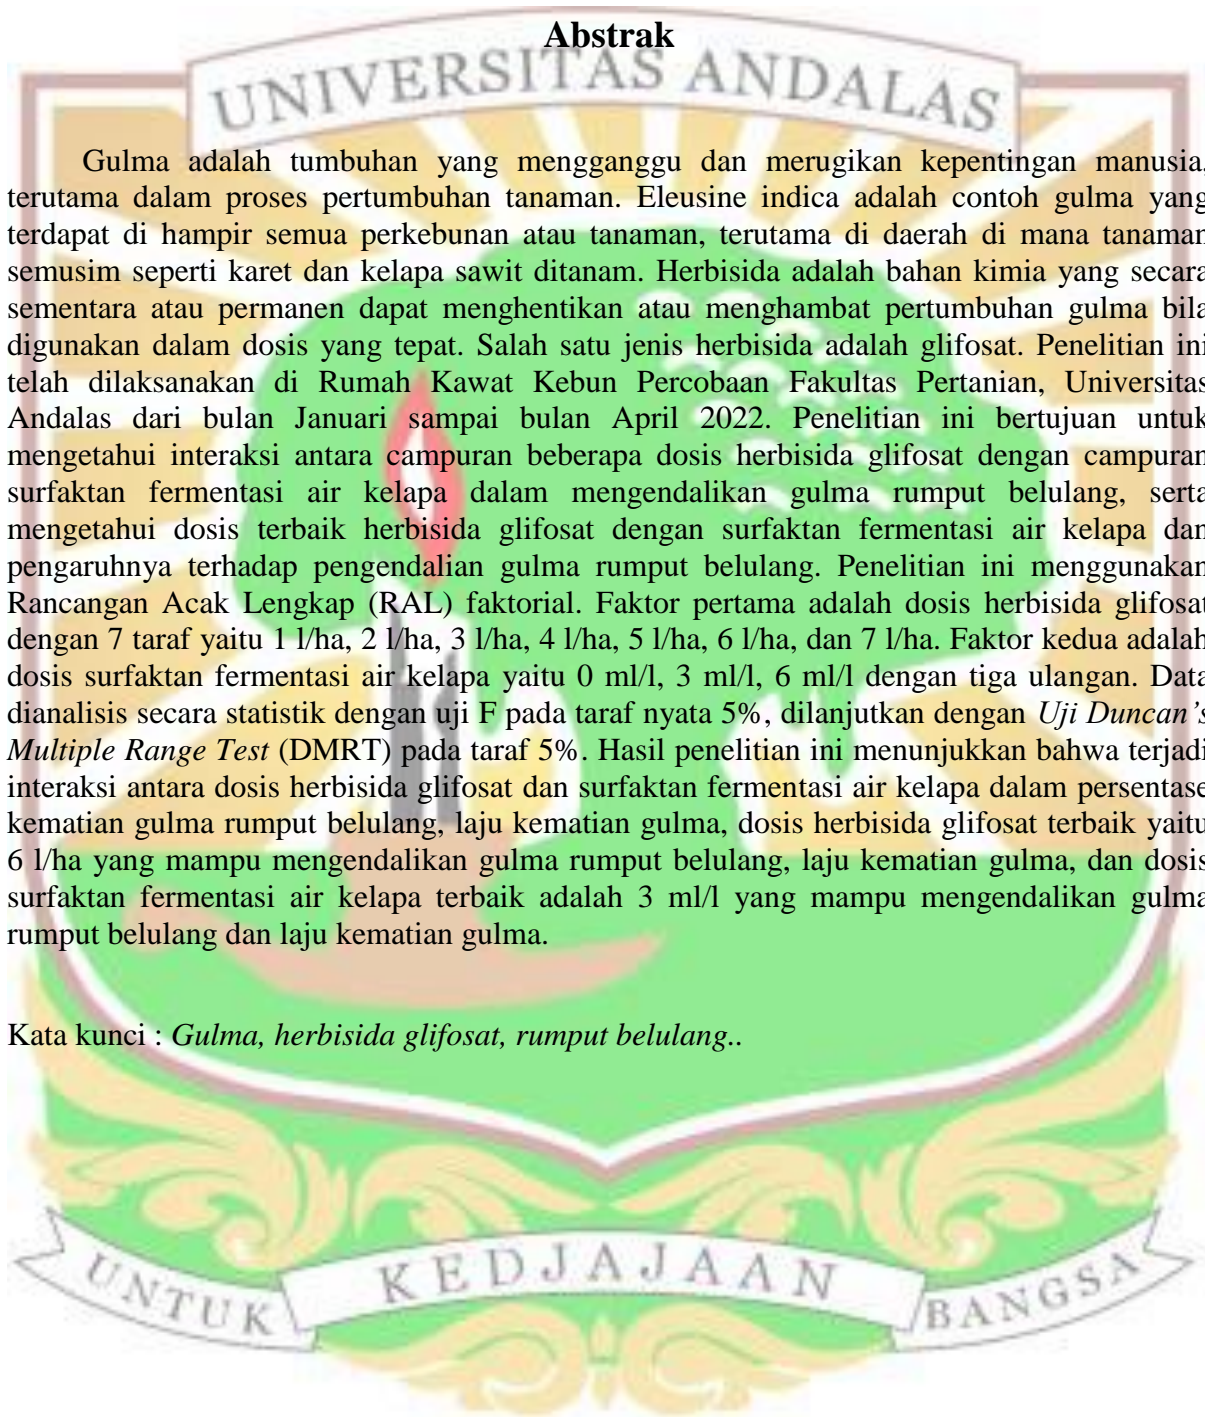 Abstrak
UNIVERSITAS ANDALAS
Gulma adalah tumbuhan yang mengganggu dan merugikan kepentingan manusia,
terutama dalam proses pertumbuhan tanaman. Eleusine indica adalah contoh gulma yang
terdapat di hampir semua perkebunan atau tanaman, terutama di daerah di mana tanaman
semusim seperti karet dan kelapa sawit ditanam. Herbisida adalah bahan kimia yang secara
sementara atau permanen dapat menghentikan atau menghambat pertumbuhan gulma bila
digunakan dalam dosis yang tepat. Salah satu jenis herbisida adalah glifosat. Penelitian ini
telah dilaksanakan di Rumah Kawat Kebun Percobaan Fakultas Pertanian, Universitas
Andalas dari bulan Januari sampai bulan April 2022. Penelitian ini bertujuan untuk
mengetahui interaksi antara campuran beberapa dosis herbisida glifosat dengan campuran
surfaktan fermentasi air kelapa dalam mengendalikan gulma rumput belulang, serta
mengetahui dosis terbaik herbisida glifosat dengan surfaktan fermentasi air kelapa dan
pengaruhnya terhadap pengendalian gulma rumput belulang. Penelitian ini menggunakan
Rancangan Acak Lengkap (RAL) faktorial. Faktor pertama adalah dosis herbisida glifosat
dengan 7 taraf yaitu 1 l/ha, 2 l/ha, 3 l/ha, 4 l/ha, 5 l/ha, 6 l/ha, dan 7 l/ha. Faktor kedua adalah
dosis surfaktan fermentasi air kelapa yaitu 0 ml/l, 3 ml/l, 6 ml/l dengan tiga ulangan. Data
dianalisis secara statistik dengan uji F pada taraf nyata 5%, dilanjutkan dengan Uji Duncan's
Multiple Range Test (DMRT) pada taraf 5%. Hasil penelitian ini menunjukkan bahwa terjadi
interaksi antara dosis herbisida glifosat dan surfaktan fermentasi air kelapa dalam persentase
kematian gulma rumput belulang, laju kematian gulma, dosis herbisida glifosat terbaik yaitu
6 l/ha yang mampu mengendalikan gulma rumput belulang, laju kematian gulma, dan dosis
surfaktan fermentasi air kelapa terbaik adalah 3 ml/l yang mampu mengendalikan gulma
rumput belulang dan laju kematian gulma.
Kata kunci : Gulma, herbisida glifosat, rumput belulang..
UNTUK KEDJAJAAN BANGSA